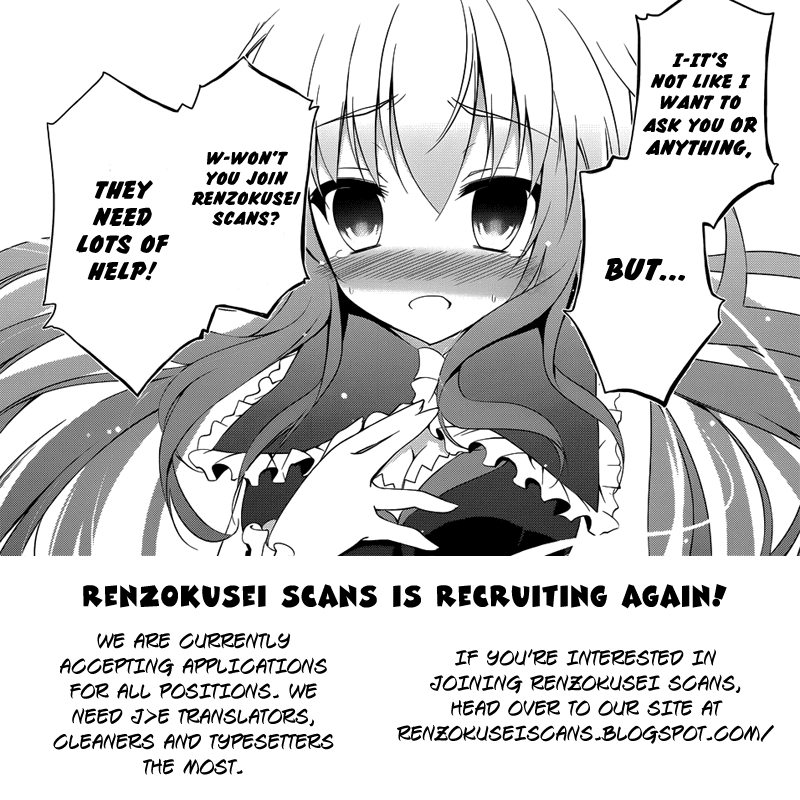 I-IT'S
NOT LIKE I
WANT TO
ASK YOU OR
ANYTHING,
BUT...
W-WON'T
YOU JOIN
RENZOKUSEI
SCANS?
THEY
NEED
LOTS OF
HELP!
RENZOKUSEI SCANS IS RECRUITING AGAIN!
WE ARE CURRENTLY
ACCEPTING APPLICATIONS
FOR ALL POSITIONS. WE
NEED J>E TRANSLATORS,
CLEANERS AND TYPESETTERS
THE MOST.
IF YOU'RE INTERESTED IN
JOINING RENZOKUSEI SCANS,
HEAD OVER TO OUR SITE AT
RENZOKUSEISCANS.BLOGSPOT.COM/